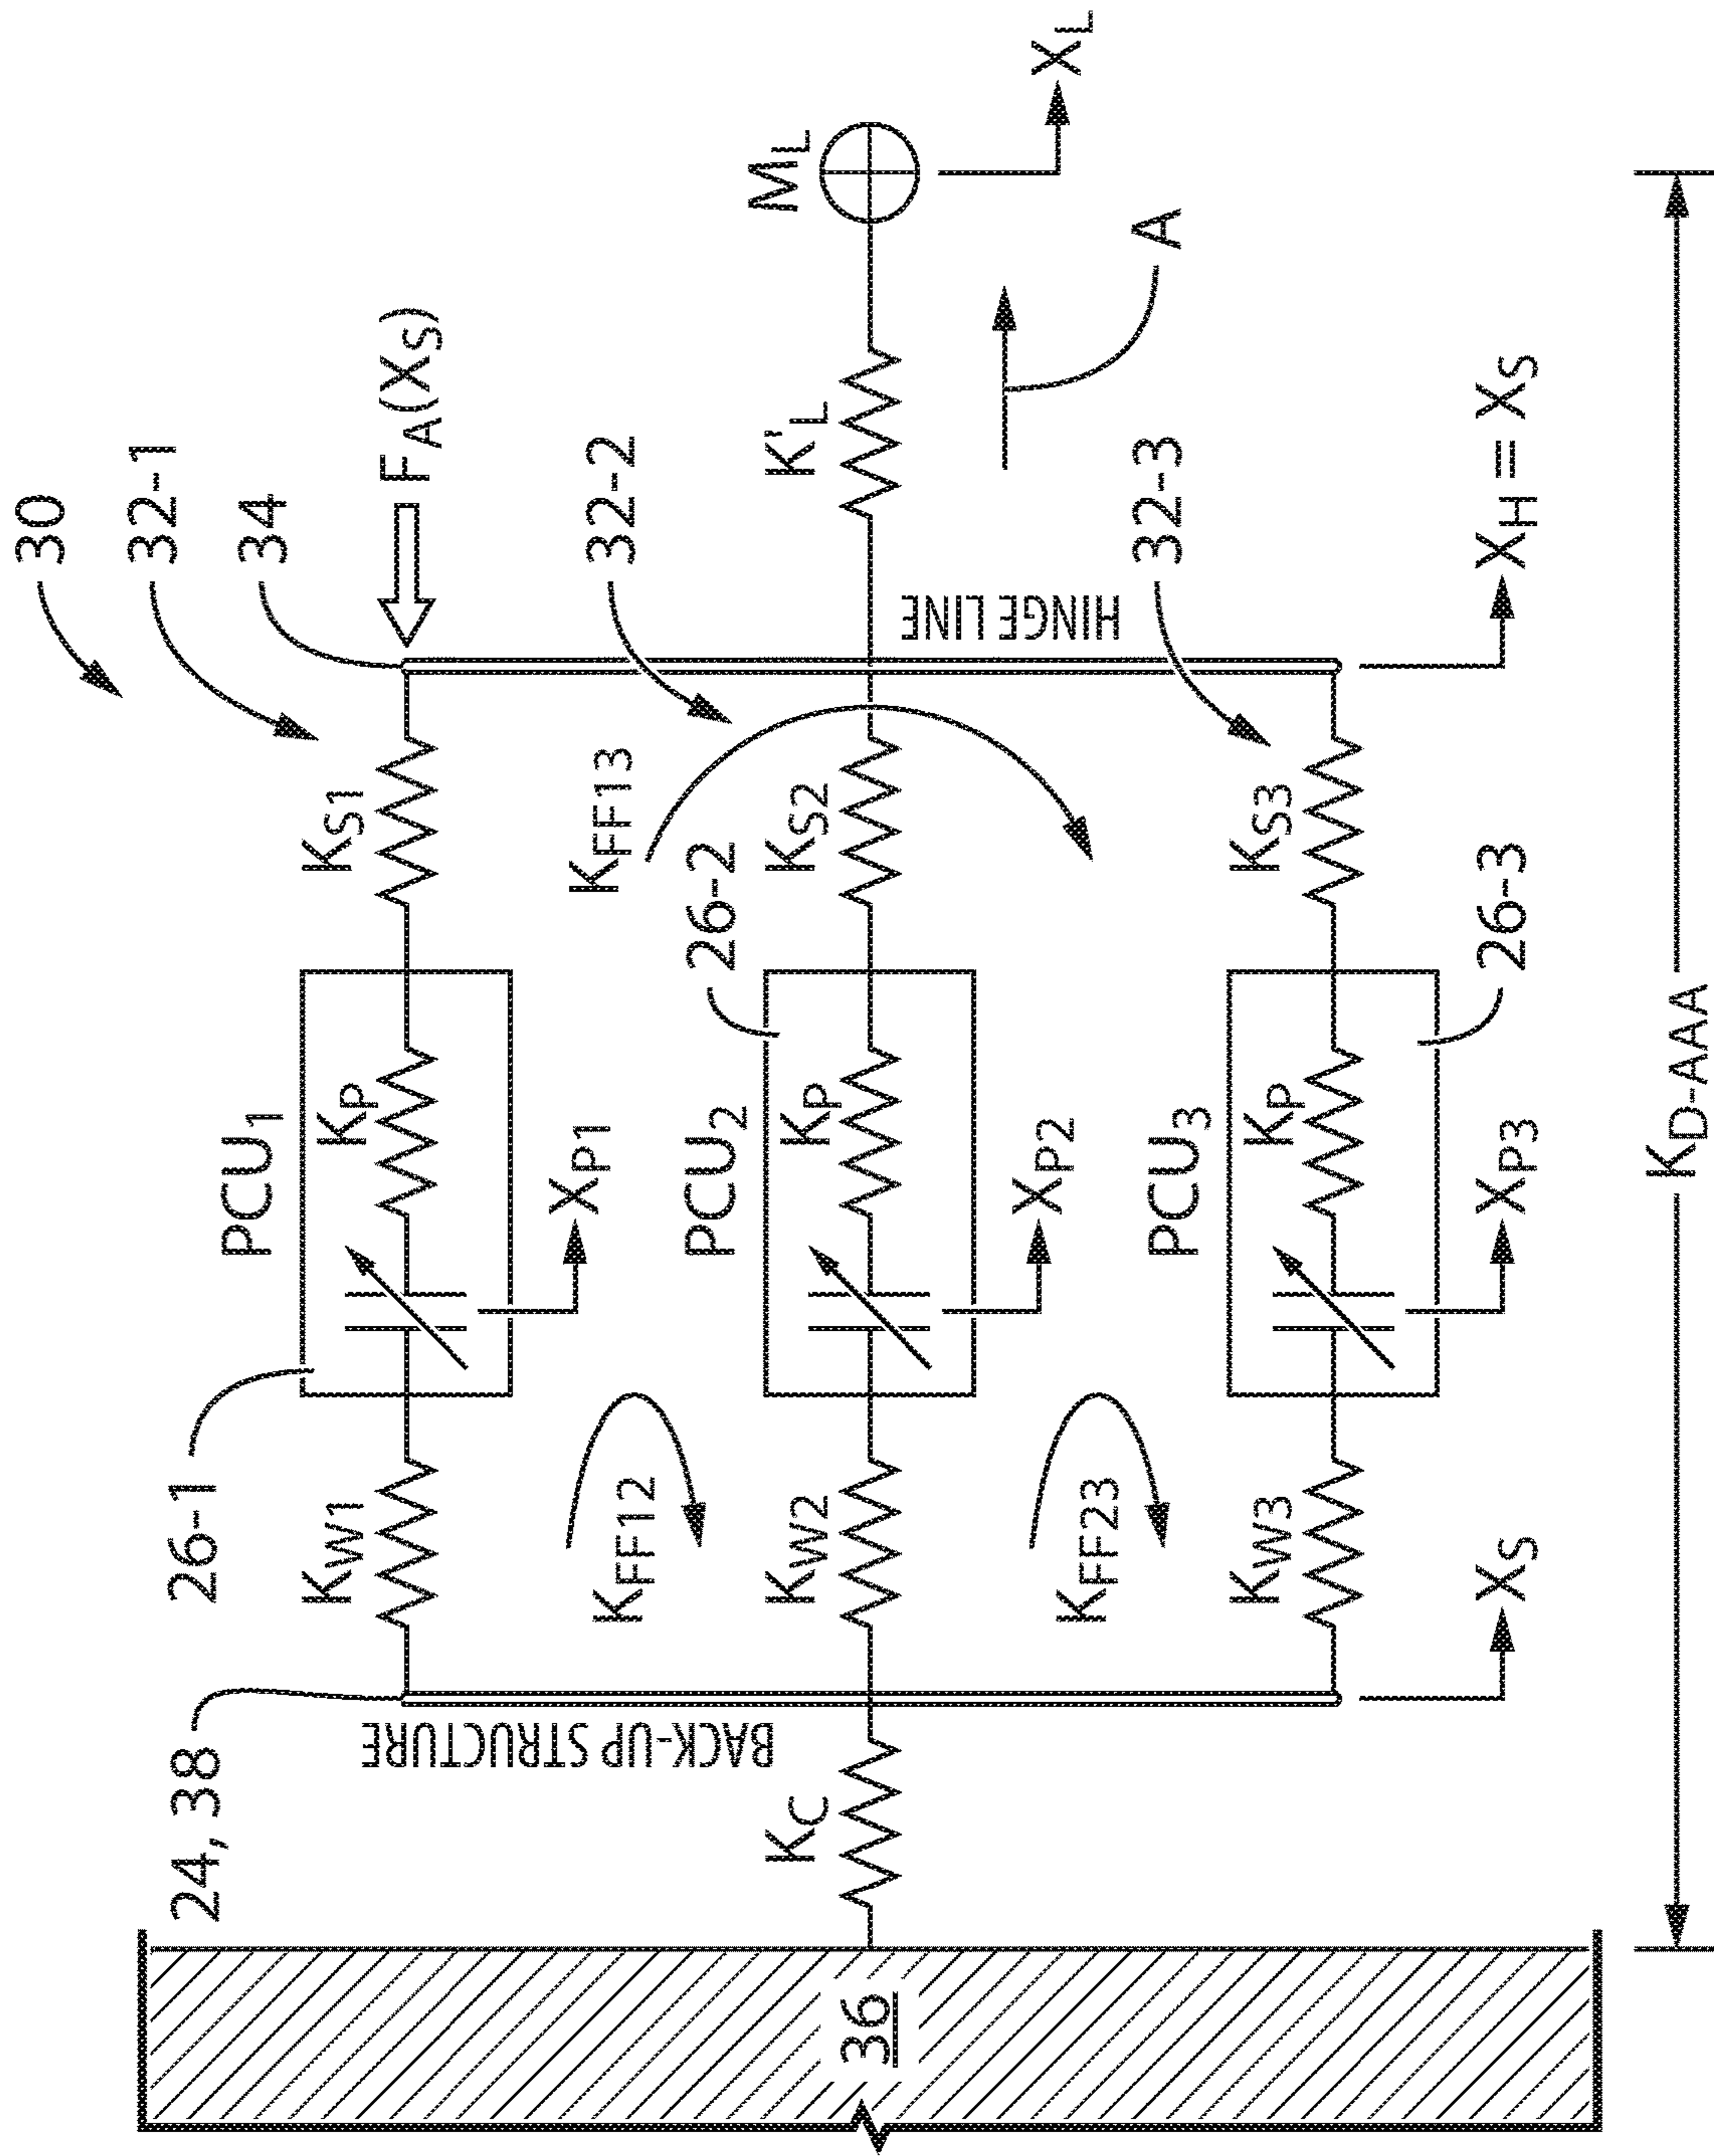 30
32-1
34
F_A(X_S)
32-2
32-3
K_S1
K_FF13
K_S2
K_S3
HINGE LINE
K'_L
M_L
X_L
A
X_H = X_S
26-1
PCU_1
K_P
X_P1
26-2
PCU_2
K_P
X_P2
26-3
PCU_3
K_P
X_P3
24, 38
K_W1
K_FF12
K_W2
K_FF23
K_W3
X_S
BACK-UP STRUCTURE
K_C
36
K_D-AAA